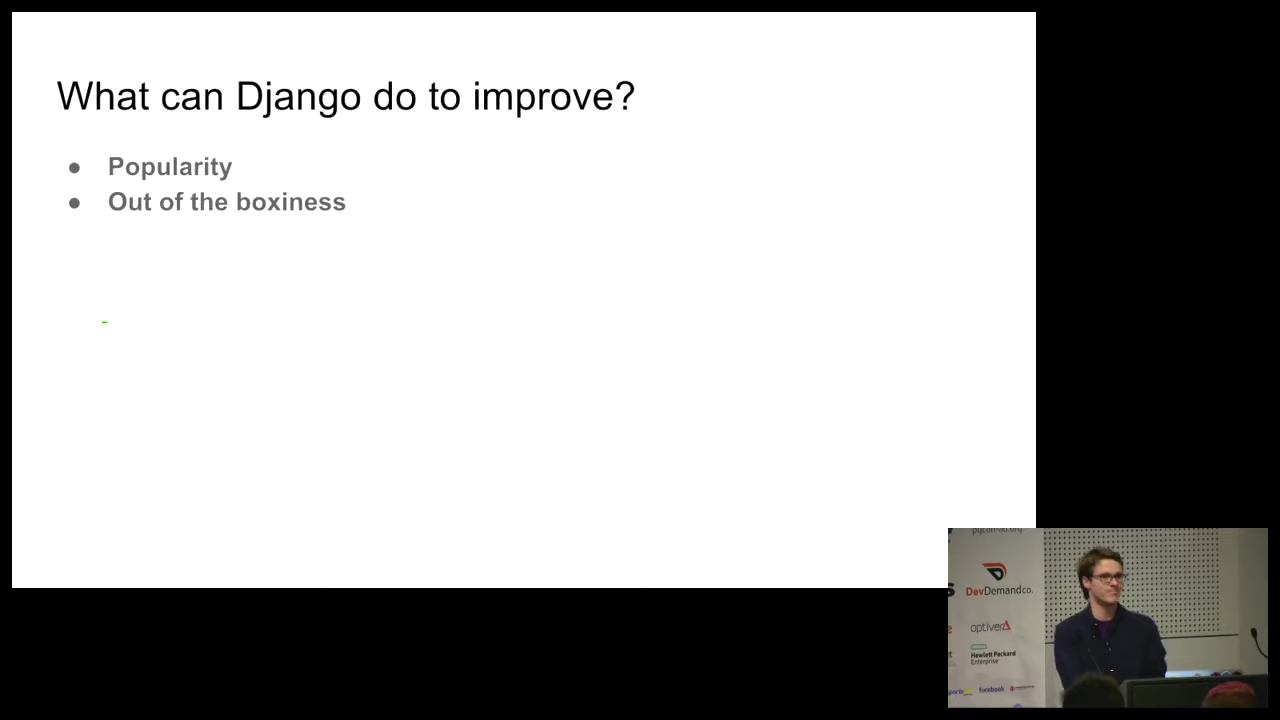 What can Django do to improve?
● Popularity
● Out of the boxiness
DevDemandco.
optiver
Hewlett Packard
Enterprise
facebook